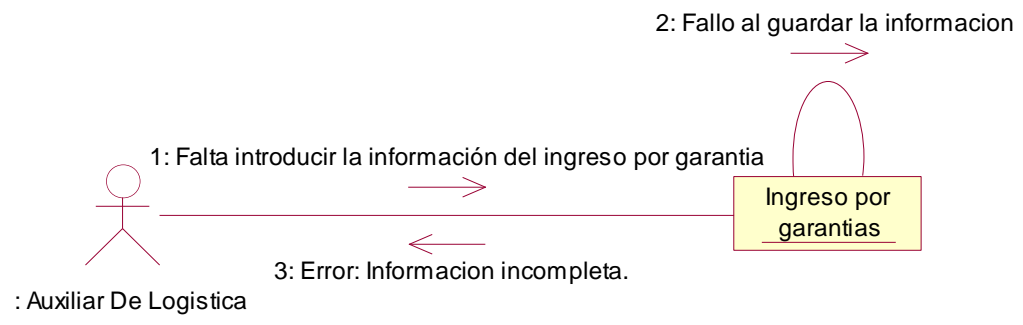 2: Fallo al guardar la informacion
1: Falta introducir la información del ingreso por garantia
Ingreso por
garantias
3: Error: Informacion incompleta.
: Auxiliar De Logistica